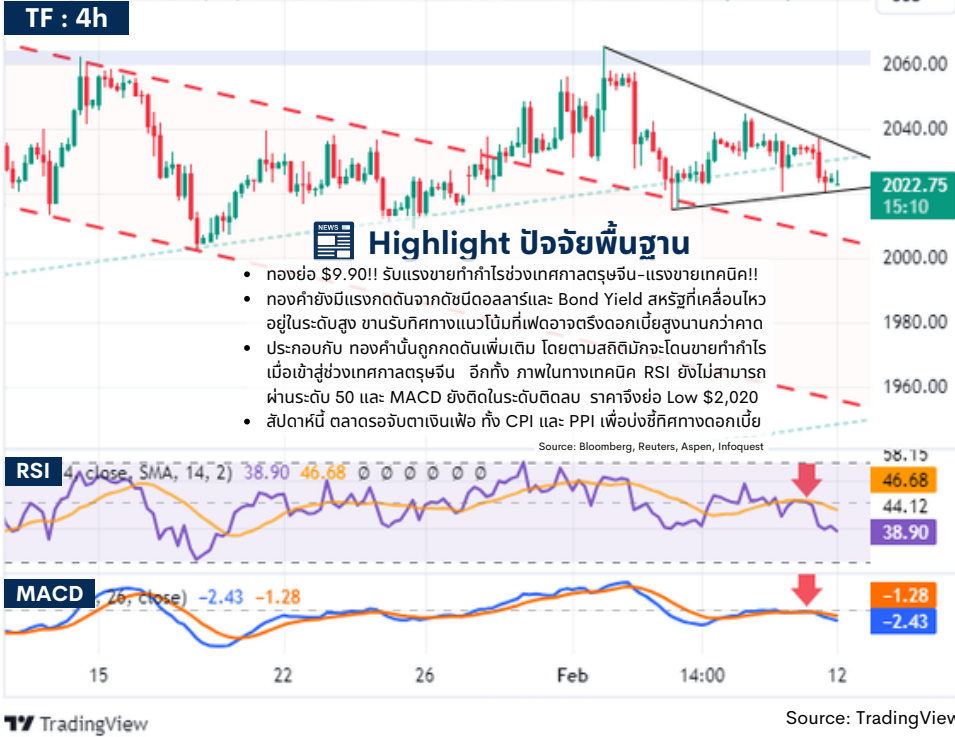 TF : 4h
2060.00
2040.00
2022.75
15:10
2000.00
1980.00
1960.00
NEWS
Highlight ปัจจัยพื้นฐาน
• ทองย่อ $9.90!! รับแรงขายทำกำไรช่วงเทศกาลตรุษจีน-แรงขายเทคนิค!!
• ทองคำยังมีแรงกดดันจากดัชนีดอลลาร์และ Bond Yield สหรัฐที่เคลื่อนไหว
อยู่ในระดับสูง ขานรับทิศทางแนวโน้มที่เฟดอาจตรึงดอกเบี้ยสูงนานกว่าคาด
• ประกอบกับ ทองคำนั้นถูกกดดันเพิ่มเติม โดยตามสถิติมักจะโดนขายทำกำไร
เมื่อเข้าสู่ช่วงเทศกาลตรุษจีน อีกทั้ง ภาพในทางเทคนิค RSI ยังไม่สามารถ
ผ่านระดับ 50 และ MACD ยังติดในระดับติดลบ ราคาจึงย่อ Low $2,020
• สัปดาห์นี้ ตลาดรอจับตาเงินเฟ้อ ทั้ง CPI และ PPI เพื่อบ่งชี้ทิศทางดอกเบี้ย
Source: Bloomberg, Reuters, Aspen, Infoquest
58.15
RSI 4, close, SMA, 14, 2) 38.90 46.68 Ø Ø Ø Ø Ø Ø
46.68
44.12
38.90
MACD , 26, close) −2.43 −1.28
−1.28
−2.43
15 22 26 Feb 14:00 12
TradingView
Source: TradingView